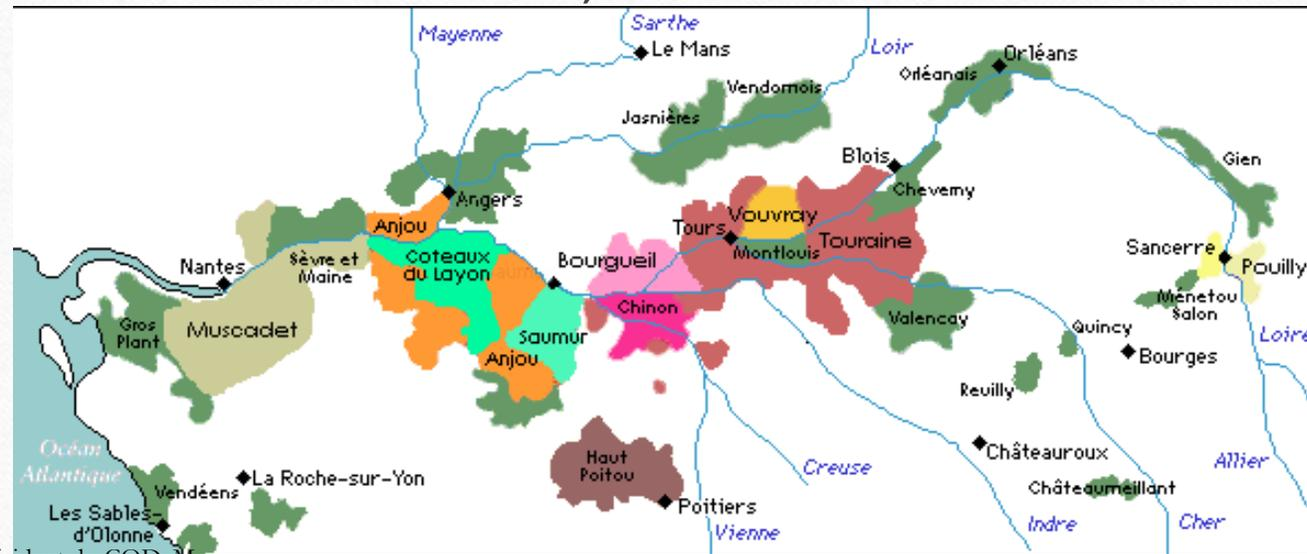 Mayenne
Sarthe
Le Mans
Loir
Orléans
Orléanais
Vendomois
Jasnières
Blois
Gien
Cheverny
Angers
Anjou
Vouvray
Tours
Touraine
Montlouis
Sancerre
Pouilly
Sèvre et
Maine
Coteaux
du Layon
Bourgueil
Nantes
Ménetou
Salon
Chinon
Gros
Plant
Muscadet
Saumur
Valencay
Quincy
Loire
Bourges
Anjou
Reuilly
Océan
Atlantique
Haut
Poitou
Creuse
Châteauroux
Allier
La Roche-sur-Yon
Vendéens
Châteaumeillant
Poitiers
Les Sables-
d'Olonne
Vienne
Indre
Cher